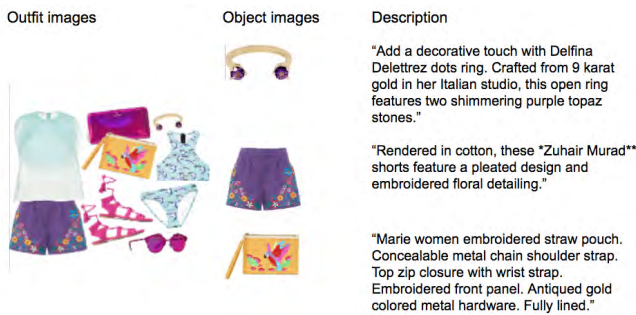 Outfit images
Object images
Description
“Add a decorative touch with Delfina
Delettrez dots ring. Crafted from 9 karat
gold in her Italian studio, this open ring
features two shimmering purple topaz
stones.”
“Rendered in cotton, these *Zuhair Murad**
shorts feature a pleated design and
embroidered floral detailing.”
“Marie women embroidered straw pouch.
Concealable metal chain shoulder strap.
Top zip closure with wrist strap.
Embroidered front panel. Antiqued gold
colored metal hardware. Fully lined.”